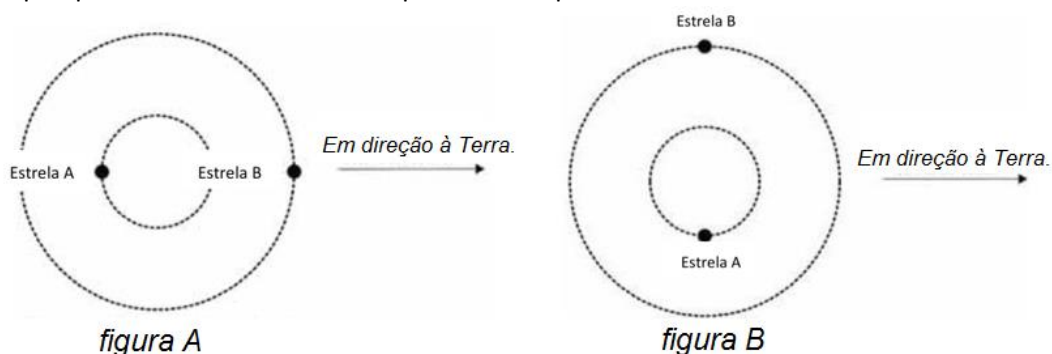 Estrela B
Em direção à Terra.
Estrela A
Estrela B
Em direção à Terra.
Estrela A
figura A
figura B